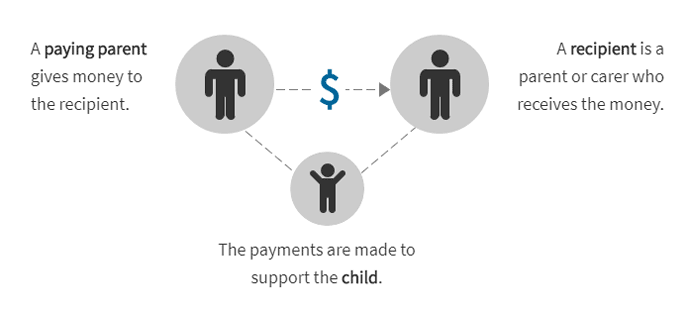 A paying parent
gives money to
the recipient.
$
A recipient is a
parent or carer who
receives the money.
The payments are made to
support the child.